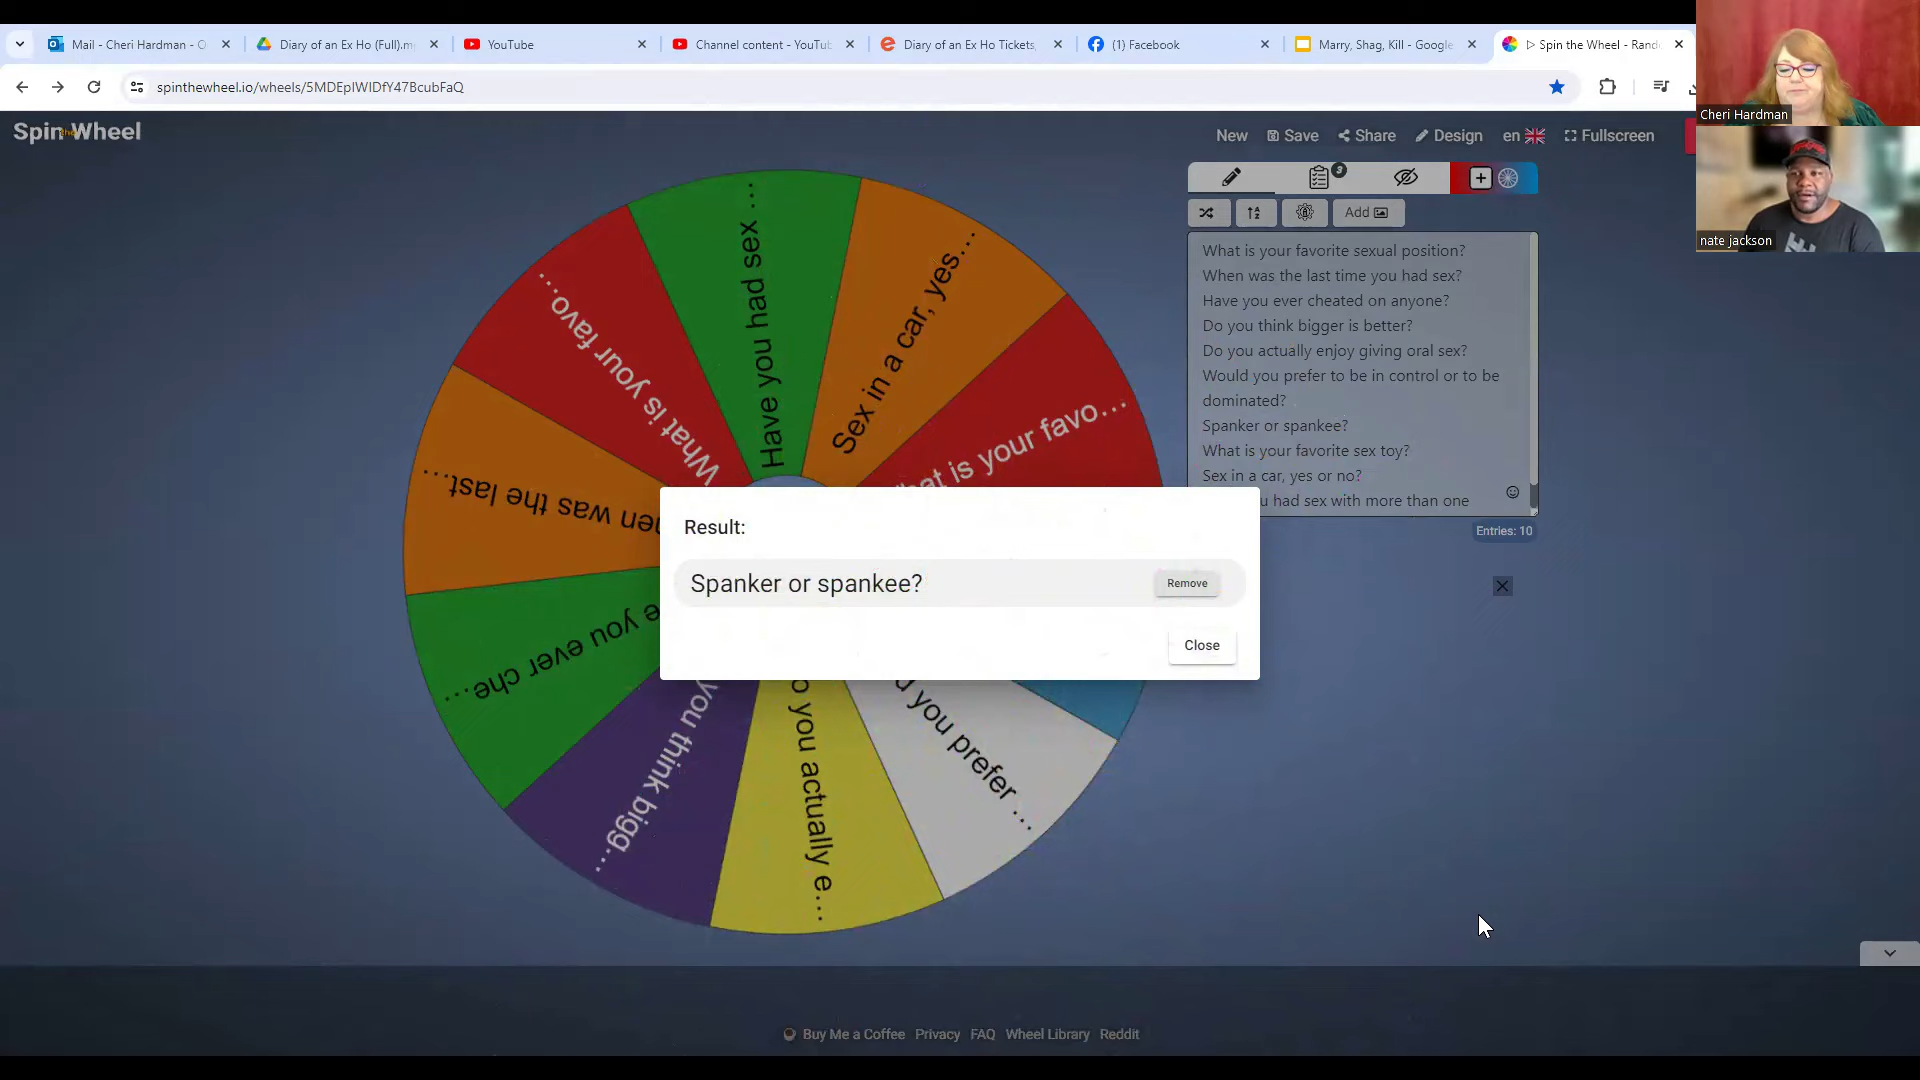 Mail - Cheri Hardman - O
Diary of an Ex Ho (Full).m
YouTube
Channel content - YouTu
Diary of an Ex Ho Tickets,
(1) Facebook
Marry, Shag, Kill - Google
Spin the Wheel - Rand
spinthewheel.io/wheels/5MDEpIWIDfY47BcubFaQ
Cheri Hardman
Spin the Wheel
New
Save
Share
Design
en
Fullscreen
3
Add
nate jackson
What is your favorite sexual position?
When was the last time you had sex?
Have you ever cheated on anyone?
Do you think bigger is better?
Do you actually enjoy giving oral sex?
Would you prefer to be in control or to be
dominated?
Spanker or spankee?
What is your favorite sex toy?
Sex in a car, yes or no?
u had sex with more than one
Entries: 10
Have you had sex ...
Sex in a car, yes...
at is your favo...
What is your favo...
en was the last...
e you ever che...
you think bigg...
o you actually e...
d you prefer ...
Result:
Spanker or spankee?
Remove
Close
Buy Me a Coffee
Privacy
FAQ
Wheel Library
Reddit